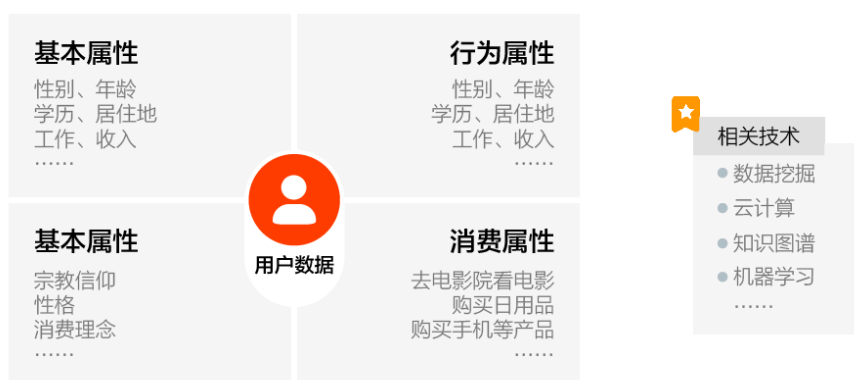 基本属性
性别、年龄
学历、居住地
工作、收入
……
行为属性
性别、年龄
学历、居住地
工作、收入
……
基本属性
宗教信仰
性格
消费理念
……
用户数据
消费属性
去电影院看电影
购买日用品
购买手机等产品
……
相关技术
数据挖掘
云计算
知识图谱
机器学习
……